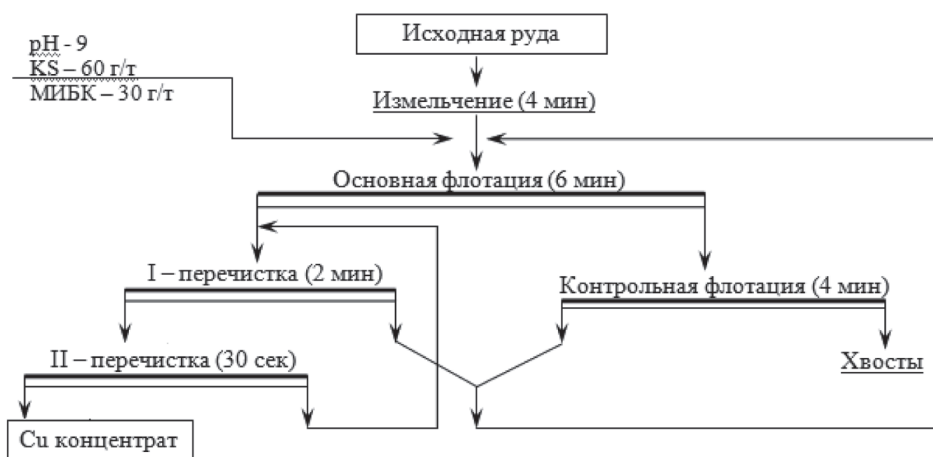 Исходная руда
pH - 9
KS – 60 г/т
МИБК – 30 г/т
Измельчение (4 мин)
Основная флотация (6 мин)
I – перечистка (2 мин)
Контрольная флотация (4 мин)
II – перечистка (30 сек)
Хвосты
Cu концентрат